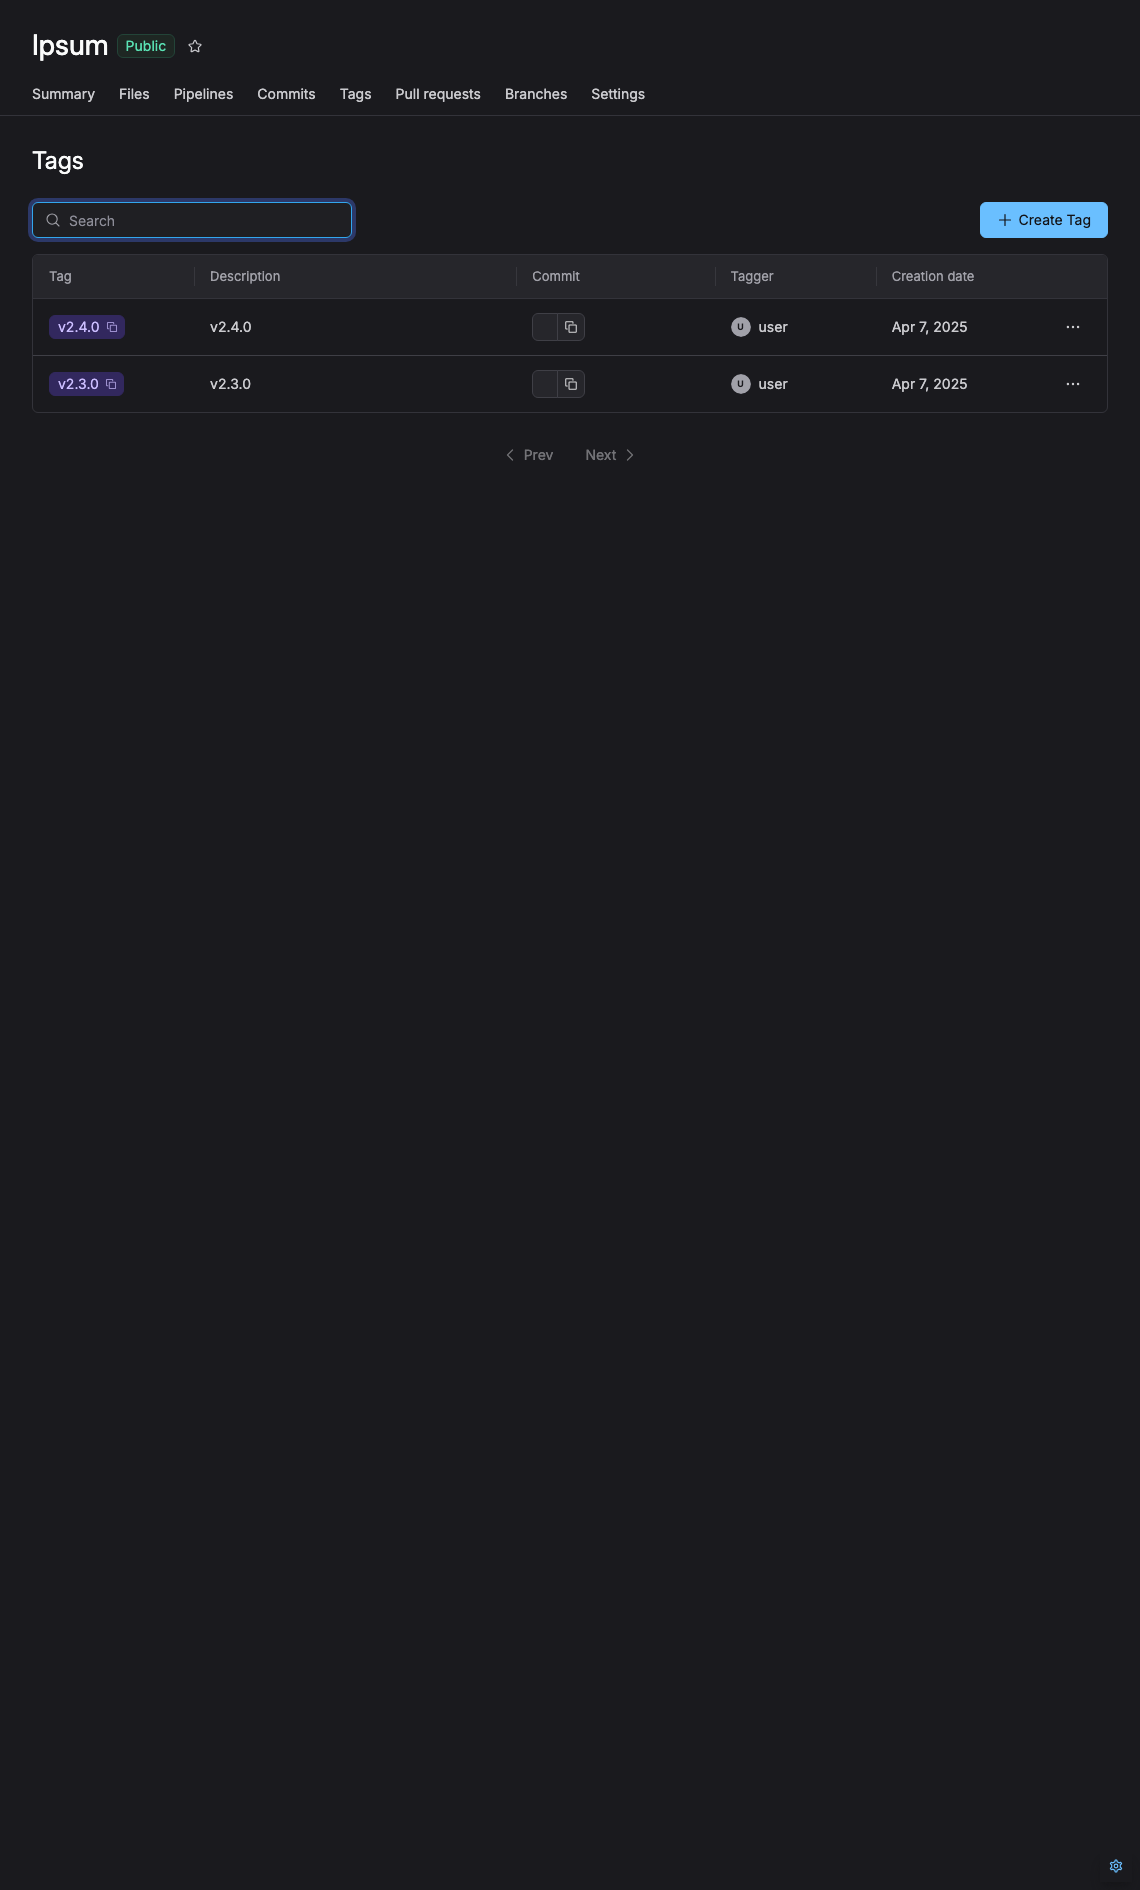 Ipsum Public
Summary Files Pipelines Commits Tags Pull requests Branches Settings
Tags
Search
Create Tag
Tag Description Commit Tagger Creation date
v2.4.0 v2.4.0 U user Apr 7, 2025
v2.3.0 v2.3.0 U user Apr 7, 2025
Prev Next